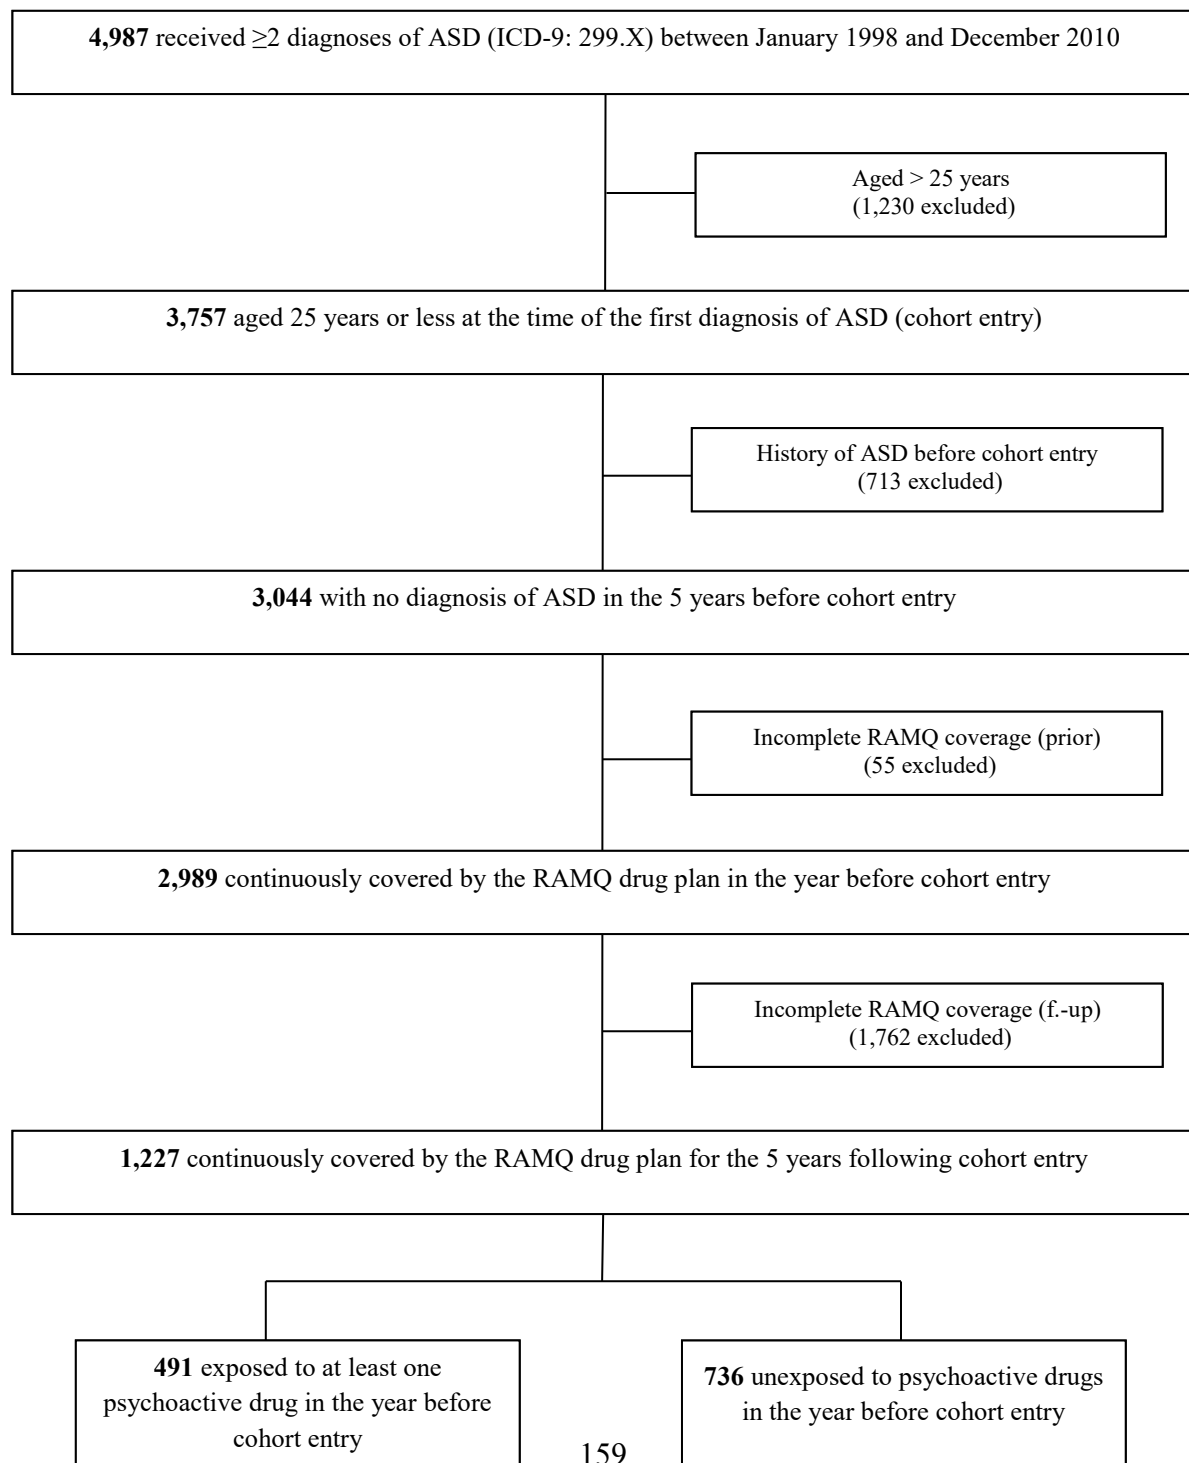 4,987 received ≥2 diagnoses of ASD (ICD-9: 299.X) between January 1998 and December 2010
Aged > 25 years
(1,230 excluded)
3,757 aged 25 years or less at the time of the first diagnosis of ASD (cohort entry)
History of ASD before cohort entry
(713 excluded)
3,044 with no diagnosis of ASD in the 5 years before cohort entry
Incomplete RAMQ coverage (prior)
(55 excluded)
2,989 continuously covered by the RAMQ drug plan in the year before cohort entry
Incomplete RAMQ coverage (f.-up)
(1,762 excluded)
1,227 continuously covered by the RAMQ drug plan for the 5 years following cohort entry
491 exposed to at least one
psychoactive drug in the year before
cohort entry
736 unexposed to psychoactive drugs
in the year before cohort entry
159